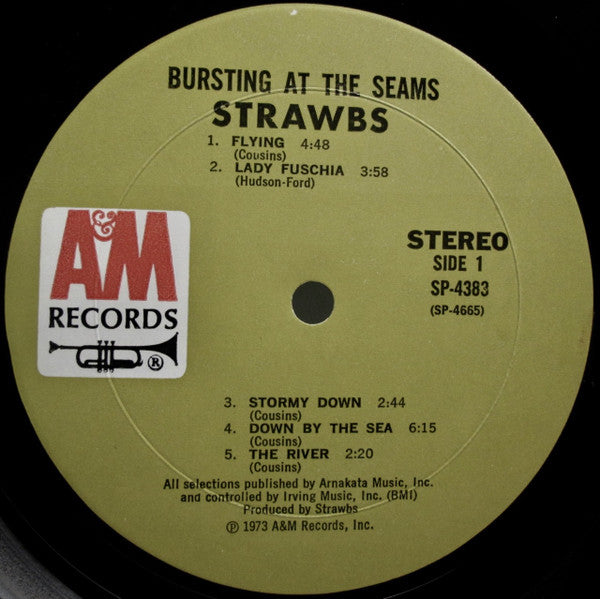 BURSTING AT THE SEAMS
STRAWBS
1. FLYING 4:48
(Cousins)
2. LADY FUSCHIA 3:58
(Hudson-Ford)
A&M
RECORDS
®
STEREO
SIDE 1
SP-4383
(SP-4665)
3. STORMY DOWN 2:44
(Cousins)
4. DOWN BY THE SEA 6:15
(Cousins)
5. THE RIVER 2:20
(Cousins)
All selections published by Arnakata Music, Inc.
and controlled by Irving Music, Inc. (BMI)
Produced by Strawbs
℗ 1973 A&M Records, Inc.